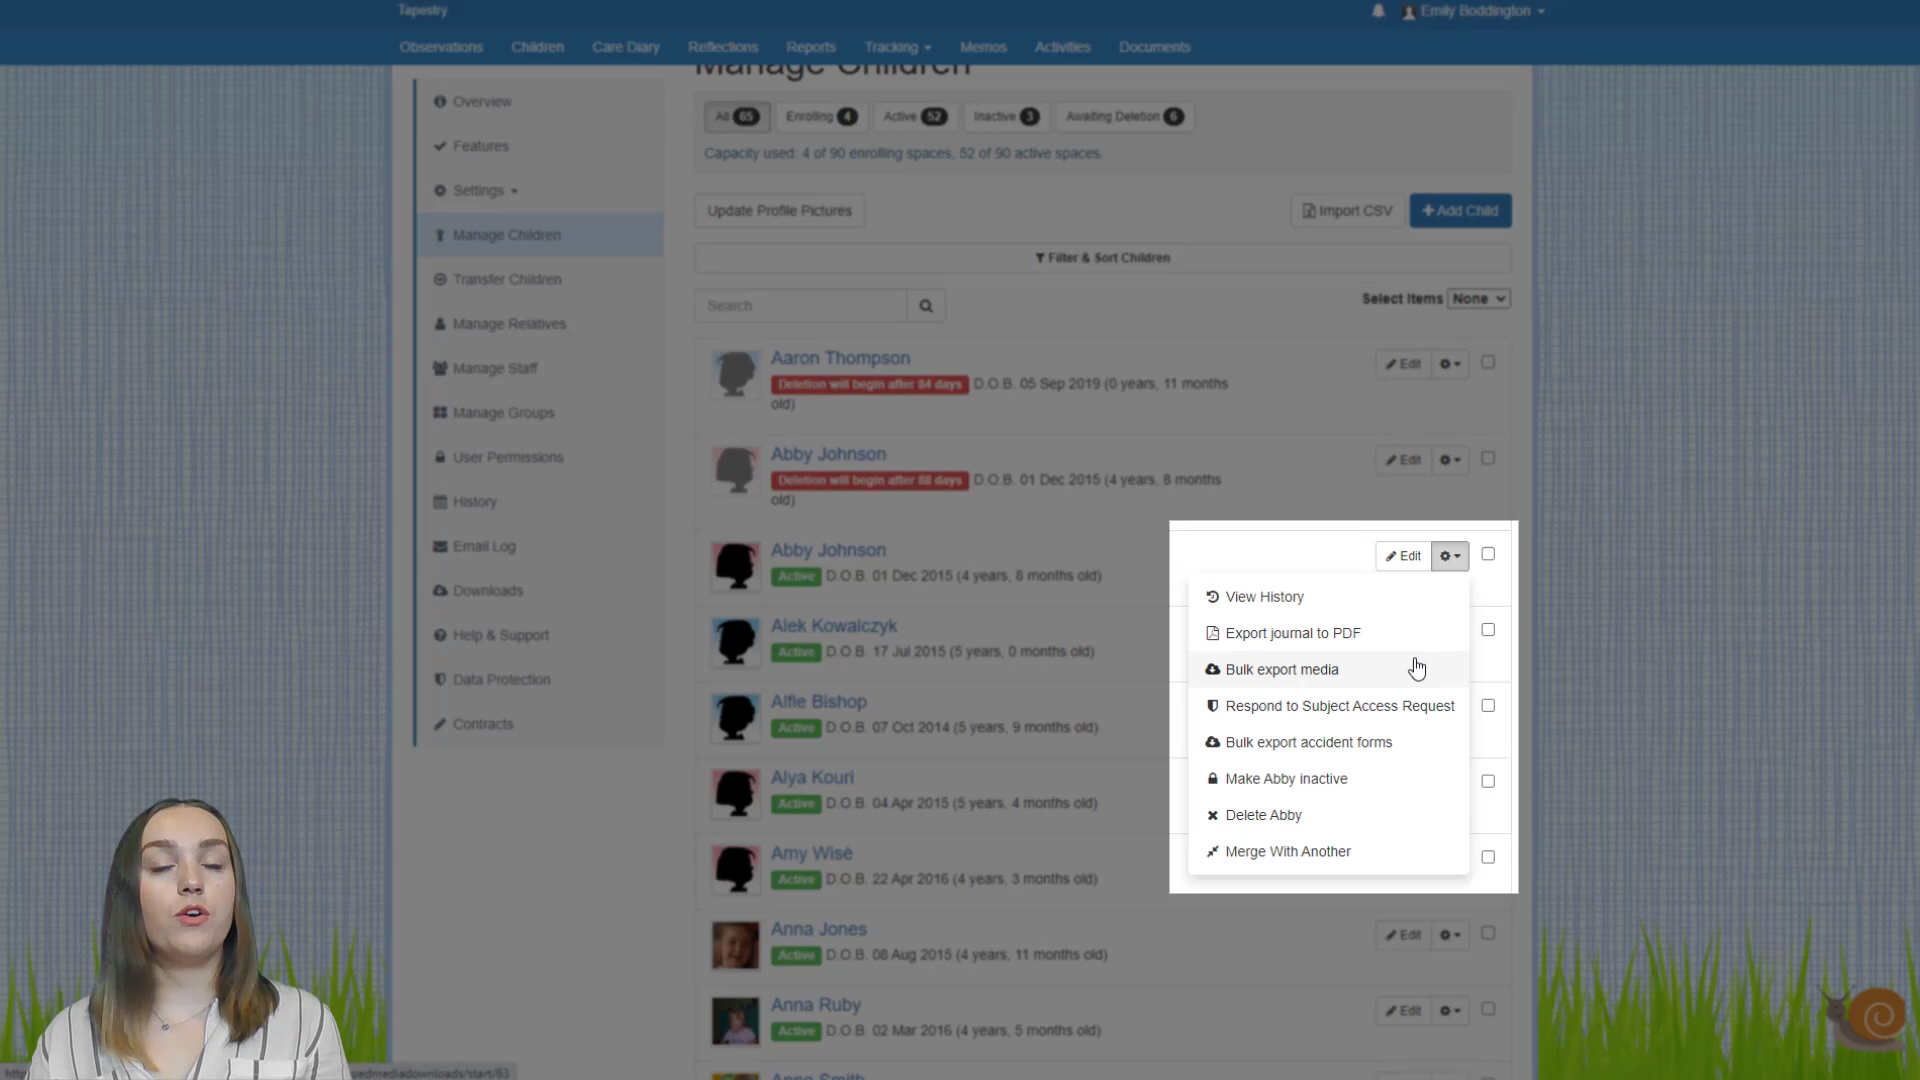 Tapestry
Emily Boddington
Observations Children Care Diary Reflections Reports Tracking Memos Activities Documents
Manage Children
Overview
Features
Settings
Manage Children
Transfer Children
Manage Relatives
Manage Staff
Manage Groups
User Permissions
History
Email Log
Downloads
Help & Support
Data Protection
Contracts
All 65 Enrolling 4 Active 52 Inactive 3 Awaiting Deletion 6
Capacity used: 4 of 90 enrolling spaces, 52 of 90 active spaces.
Update Profile Pictures Import CSV Add Child
Filter & Sort Children
Search Select Items None
Aaron Thompson Edit
Deletion will begin after 84 days D.O.B. 05 Sep 2019 (0 years, 11 months
old)
Abby Johnson Edit
Deletion will begin after 88 days D.O.B. 01 Dec 2015 (4 years, 8 months
old)
Abby Johnson Edit
Active D.O.B. 01 Dec 2015 (4 years, 8 months old)
View History
Export journal to PDF
Bulk export media
Respond to Subject Access Request
Bulk export accident forms
Make Abby inactive
Delete Abby
Merge With Another
Alek Kowalczyk
Active D.O.B. 17 Jul 2015 (5 years, 0 months old)
Alfie Bishop
Active D.O.B. 07 Oct 2014 (5 years, 9 months old)
Alya Kouri
Active D.O.B. 04 Apr 2015 (5 years, 4 months old)
Amy Wisè
Active D.O.B. 22 Apr 2016 (4 years, 3 months old)
Anna Jones Edit
Active D.O.B. 08 Aug 2015 (4 years, 11 months old)
Anna Ruby Edit
Active D.O.B. 02 Mar 2016 (4 years, 5 months old)
Anna Smith